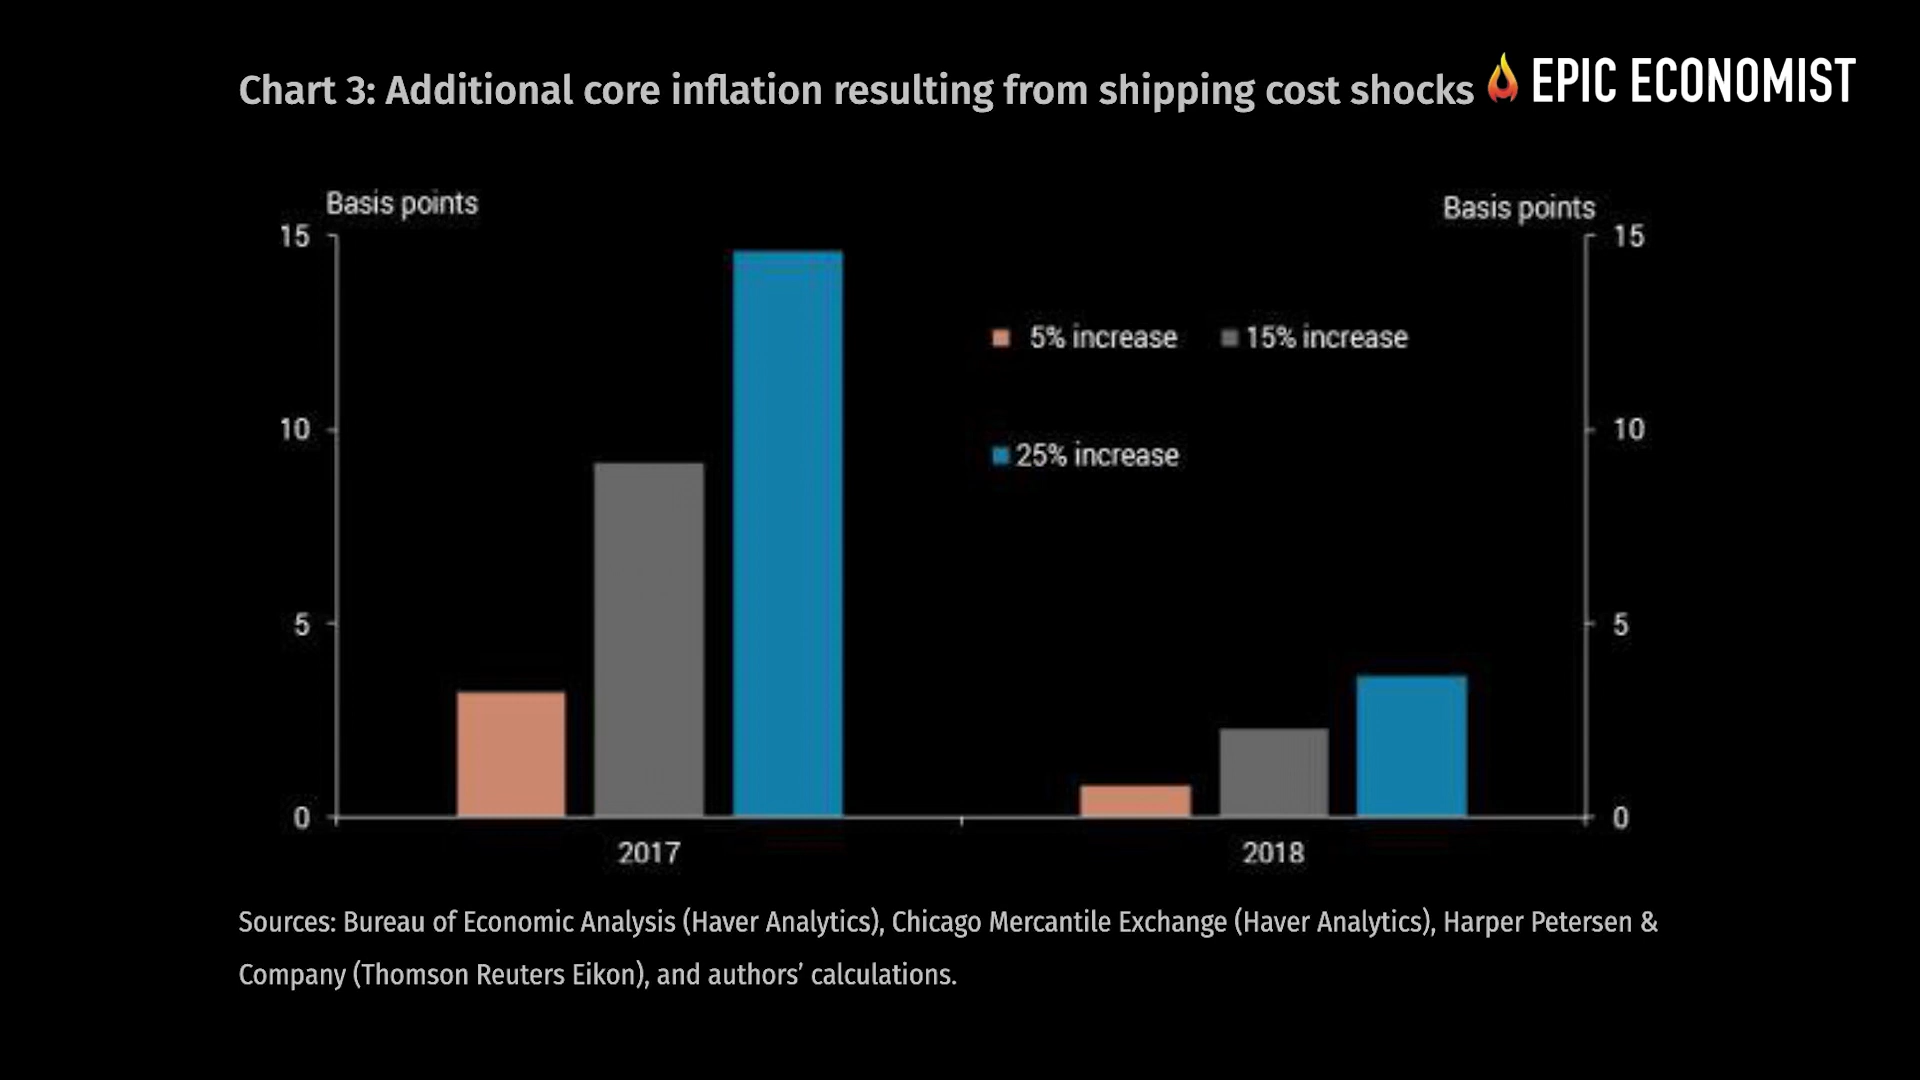 Chart 3: Additional core inflation resulting from shipping cost shocks
EPIC ECONOMIST
Basis points
Basis points
15
15
5% increase
15% increase
10
10
25% increase
5
5
0
0
2017
2018
Sources: Bureau of Economic Analysis (Haver Analytics), Chicago Mercantile Exchange (Haver Analytics), Harper Petersen &
Company (Thomson Reuters Eikon), and authors’ calculations.